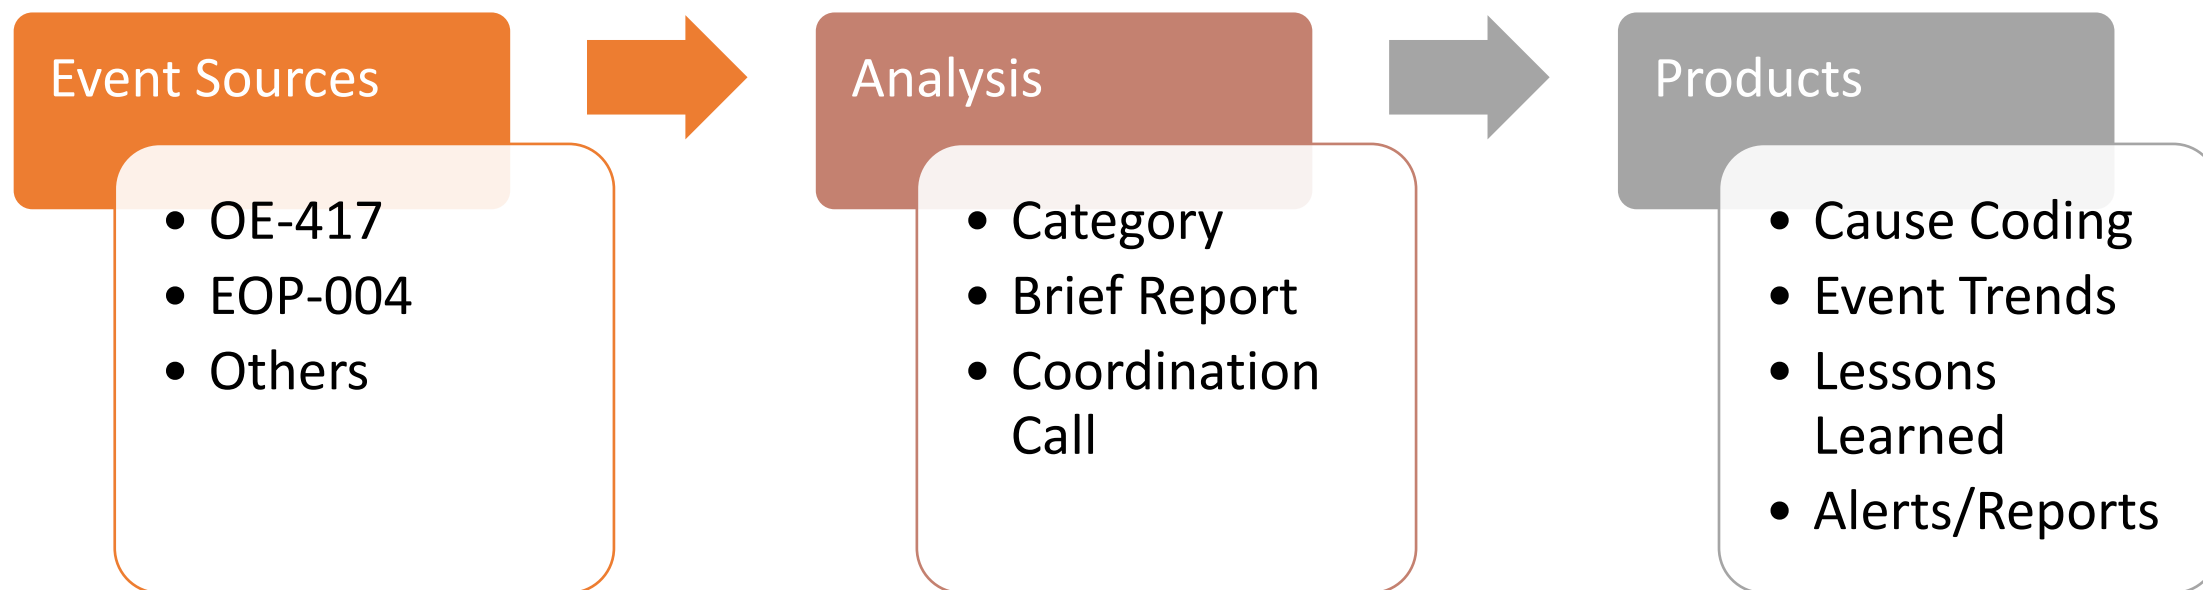 Event Sources
• OE-417
• EOP-004
• Others
Analysis
• Category
• Brief Report
• Coordination
Call
Products
• Cause Coding
• Event Trends
• Lessons
Learned
• Alerts/Reports